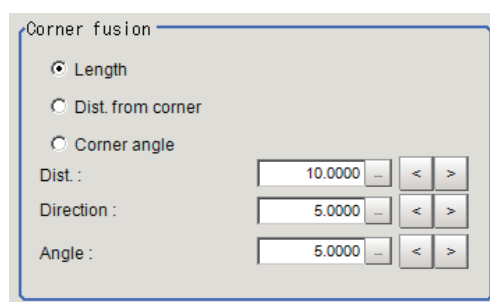 Corner fusion
Length
Dist. from corner
Corner angle
Dist. : 10.0000 ... < >
Direction : 5.0000 ... < >
Angle : 5.0000 ... < >